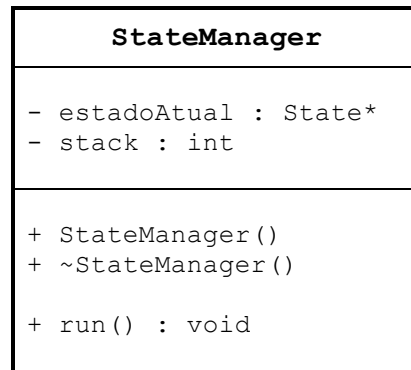 StateManager
- estadoAtual : State*
- stack : int
+ StateManager()
+ ~StateManager()
+ run() : void